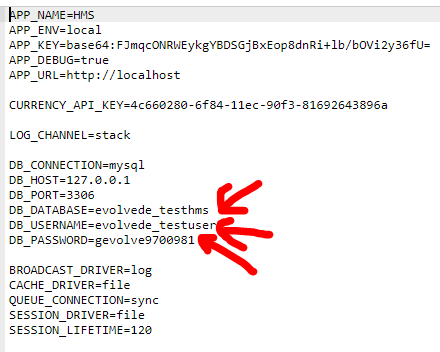 APP_NAME=HMS
APP_ENV=local
APP_KEY=base64:FJmqcONRWEykgYBDSGjBxEop8dnRi+lb/bOVi2y36fU=
APP_DEBUG=true
APP_URL=http://localhost
CURRENCY_API_KEY=4c660280-6f84-11ec-90f3-81692643896a
LOG_CHANNEL=stack
DB_CONNECTION=mysql
DB_HOST=127.0.0.1
DB_PORT=3306
DB_DATABASE=evolvede_testhms
DB_USERNAME=evolvede_testuser
DB_PASSWORD=gevolve9700981
BROADCAST_DRIVER=log
CACHE_DRIVER=file
QUEUE_CONNECTION=sync
SESSION_DRIVER=file
SESSION_LIFETIME=120